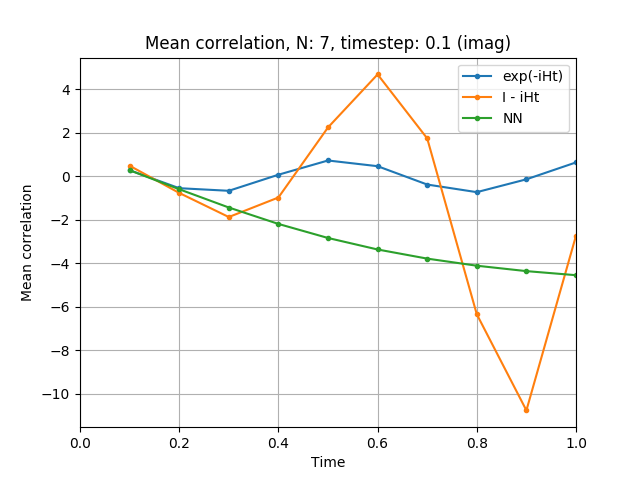 Mean correlation, N: 7, timestep: 0.1 (imag)
exp(-iHt)
I - iHt
NN
Mean correlation
4
2
0
−2
−4
−6
−8
−10
0.0 0.2 0.4 0.6 0.8 1.0
Time